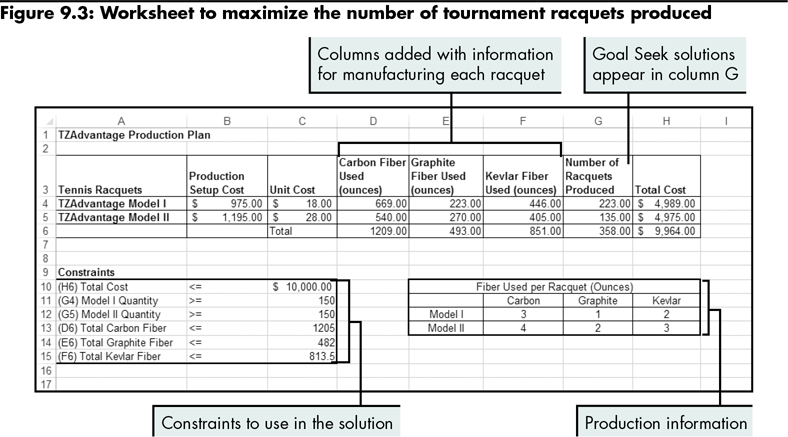 Figure 9.3: Worksheet to maximize the number of tournament racquets produced
Columns added with information
for manufacturing each racquet
Goal Seek solutions
appear in column G
A B C D E F G H I
1 TZAdvantage Production Plan
2
3 Tennis Racquets Production Setup Cost Unit Cost Carbon Fiber Used (ounces) Graphite Fiber Used (ounces) Kevlar Fiber Used (ounces) Number of Racquets Produced Total Cost
4 TZAdvantage Model I $ 975.00 $ 18.00 669.00 223.00 446.00 223.00 $ 4,989.00
5 TZAdvantage Model II $ 1,195.00 $ 28.00 540.00 270.00 405.00 135.00 $ 4,975.00
6 Total 1209.00 493.00 851.00 358.00 $ 9,964.00
7
8
9 Constraints
10 (H6) Total Cost <= $ 10,000.00 Fiber Used per Racquet (Ounces)
11 (G4) Model I Quantity >= 150 Carbon Graphite Kevlar
12 (G5) Model II Quantity >= 150 Model I 3 1 2
13 (D6) Total Carbon Fiber <= 1205 Model II 4 2 3
14 (E6) Total Graphite Fiber <= 482
15 (F6) Total Kevlar Fiber <= 813.5
16
17
Constraints to use in the solution
Production information